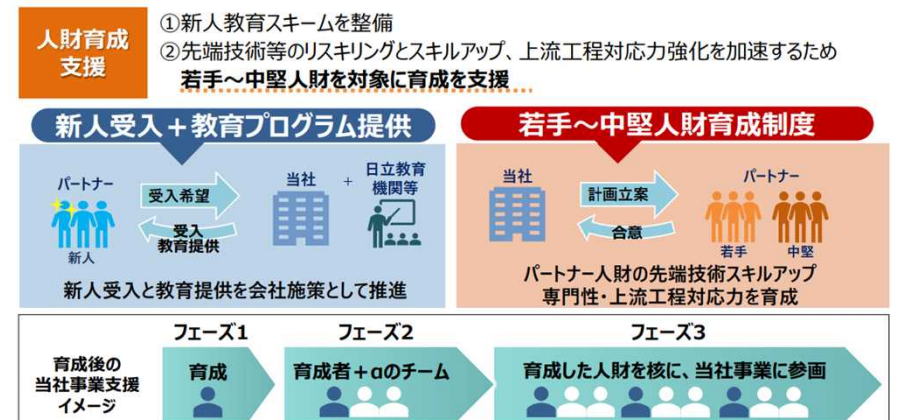 人財育成
支援
①新人教育スキームを整備
②先端技術等のリスキリングとスキルアップ、上流工程対応力強化を加速するため
若手～中堅人財を対象に育成を支援
新人受入＋教育プログラム提供
パートナー
新人
受入希望
受入
教育提供
当社
+
日立教育
機関等
新人受入と教育提供を会社施策として推進
若手～中堅人財育成制度
当社
計画立案
合意
パートナー
若手
中堅
パートナー人財の先端技術スキルアップ
専門性・上流工程対応力を育成
育成後の
当社事業支援
イメージ
フェーズ1
育成
フェーズ2
育成者＋αのチーム
フェーズ3
育成した人財を核に、当社事業に参画